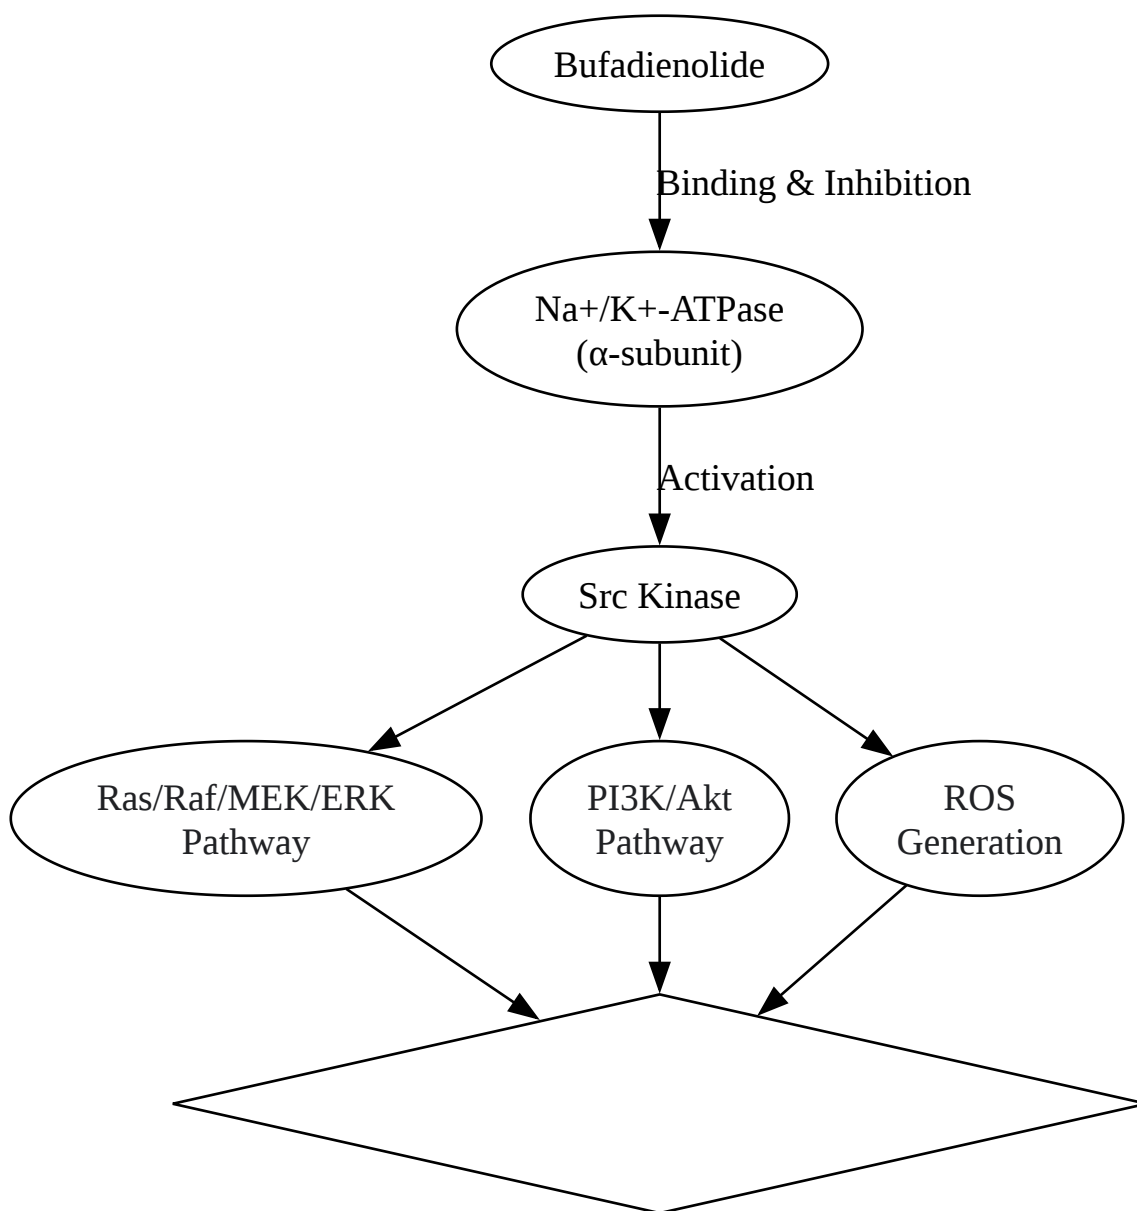 Bufadienolide
Binding & Inhibition
Na+/K+-ATPase
(α-subunit)
Activation
Src Kinase
Ras/Raf/MEK/ERK
Pathway
PI3K/Akt
Pathway
ROS
Generation